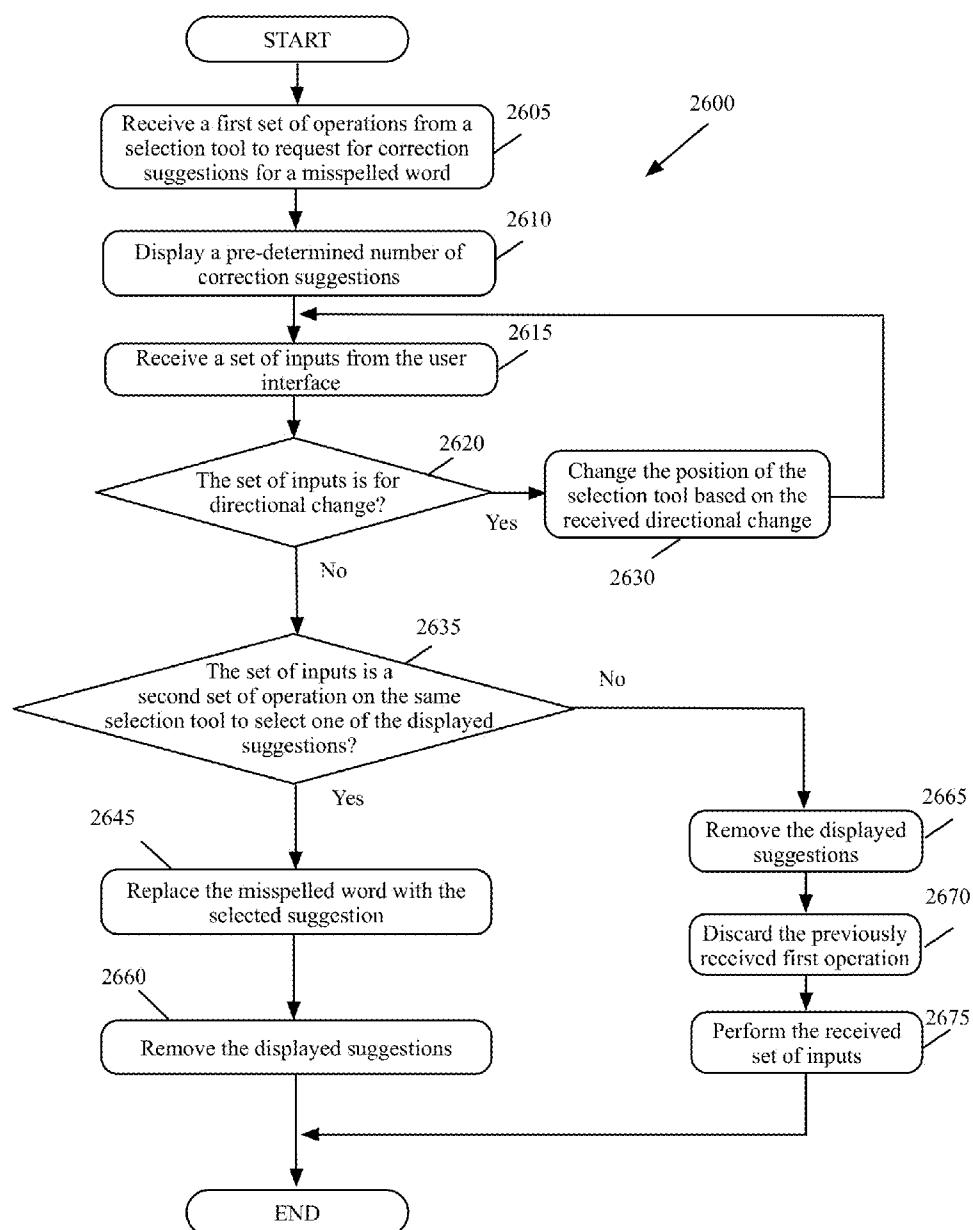 START
2605
2600
Receive a first set of operations from a
selection tool to request for correction
suggestions for a misspelled word
2610
Display a pre-determined number of
correction suggestions
2615
Receive a set of inputs from the user
interface
2620
The set of inputs is for
directional change?
Yes
Change the position of the
selection tool based on the
received directional change
2630
No
2635
The set of inputs is a
second set of operation on the same
selection tool to select one of the displayed
suggestions?
No
Yes
2645
Replace the misspelled word with the
selected suggestion
2660
Remove the displayed suggestions
2665
Remove the displayed
suggestions
2670
Discard the previously
received first operation
2675
Perform the received
set of inputs
END